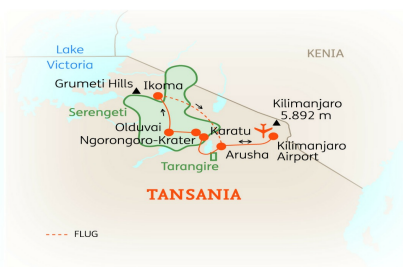 Lake
Victoria
KENIA
Grumeti Hills
Ikoma
Serengeti
Kilimanjaro
5.892 m
Olduvai
Karatu
Ngorongoro-Krater
Kilimanjaro
Airport
Arusha
Tarangire
TANSANIA
FLUG